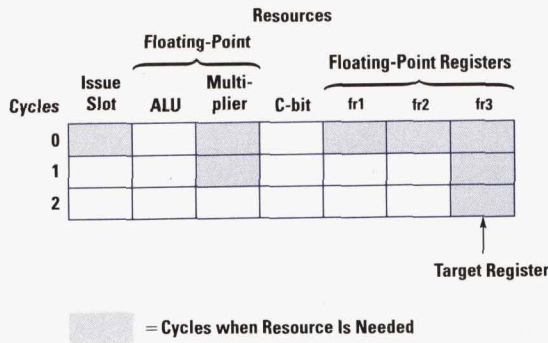 Resources
Floating-Point
Floating-Point Registers
Issue
Slot
ALU
Multi-
plier
C-bit
fr1
fr2
fr3
Cycles
0
1
2
Target Register
= Cycles when Resource Is Needed